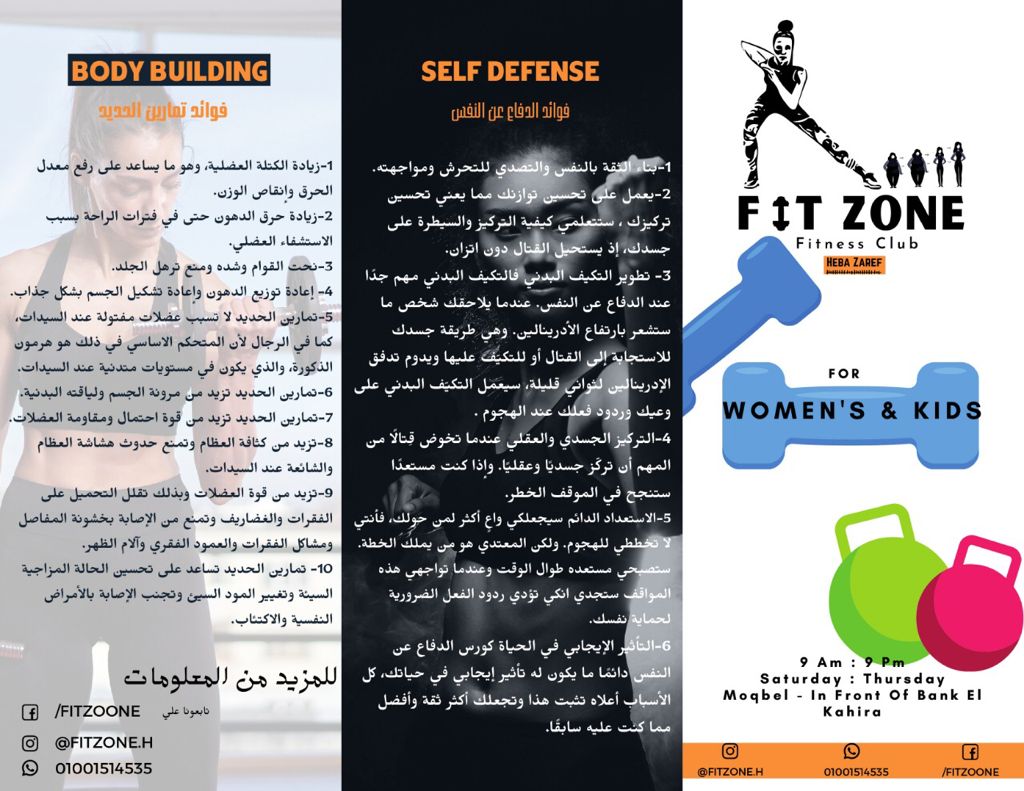 BODY BUILDING
فوائد تمارين الحديد
1-زيادة الكتلة العضلية، وهو ما يساعد على رفع معدل
الحرق وإنقاص الوزن.
2-زيادة حرق الدهون حتى في فترات الراحة بسبب
الاستشفاء العضلي.
3-نحت القوام وشده ومنع ترهل الجلد.
4- إعادة توزيع الدهون وإعادة تشكيل الجسم بشكل جذاب.
5-تمارين الحديد لا تسبب عضلات مفتولة عند السيدات،
كما في الرجال لأن المتحكم الاساسي في ذلك هو هرمون
الذكورة، والذي يكون في مستويات متدنية عند السيدات.
6-تمارين الحديد تزيد من مرونة الجسم ولياقته البدنية.
7-تمارين الحديد تزيد من قوة احتمال ومقاومة العضلات.
8-تزيد من كثافة العظام وتمنع حدوث هشاشة العظام
والشائعة عند السيدات.
9-تزيد من قوة العضلات وبذلك تقلل التحميل على
الفقرات والغضاريف وتمنع من الإصابة بخشونة المفاصل
ومشاكل الفقرات والعمود الفقري وآلام الظهر.
10- تمارين الحديد تساعد على تحسين الحالة المزاجية
السيئة وتغيير المود السيئ وتجنب الإصابة بالأمراض
النفسية والاكتئاب.
للمزيد من المعلومات
تابعونا علي
/FITZOONE
@FITZONE.H
01001514535
SELF DEFENSE
فوائد الدفاع عن النفس
1-بناء الثقة بالنفس والتصدي للتحرش ومواجهته.
2-يعمل على تحسين توازنك مما يعني تحسين
تركيزك ، ستتعلمي كيفية التركيز والسيطرة على
جسدك، إذ يستحيل القتال دون اتزان.
3- تطوير التكيف البدني فالتكيف البدني مهم جدًا
عند الدفاع عن النفس. عندما يلاحقك شخص ما
ستشعر بارتفاع الأدرينالين. وهي طريقة جسدك
للاستجابة إلى القتال أو للتكيّف عليها ويدوم تدفق
الإدرينالين لثواني قليلة، سيعمل التكيّف البدني على
وعيك وردود فعلك عند الهجوم .
4-التركيز الجسدي والعقلي عندما تخوض قتالًا من
المهم أن تركّز جسديًا وعقليًا. وإذا كنت مستعدًا
ستنجح في الموقف الخطر.
5-الاستعداد الدائم سيجعلكي واعٍ أكثر لمن حولك، فأنتي
لا تخططي للهجوم. ولكن المعتدي هو من يملك الخطة.
ستصبحي مستعده طوال الوقت وعندما تواجهي هذه
المواقف ستجدي انكي تؤدي ردود الفعل الضرورية
لحماية نفسك.
6-التأثير الإيجابي في الحياة كورس الدفاع عن
النفس دائمًا ما يكون له تأثير إيجابي في حياتك، كل
الأسباب أعلاه تثبت هذا وتجعلك أكثر ثقة وأفضل
مما كنت عليه سابقًا.
FIT ZONE
Fitness Club
HEBA ZAREF
FOR
WOMEN'S & KIDS
9 Am : 9 Pm
Saturday : Thursday
Moqbel - In Front Of Bank El
Kahira
@FITZONE.H
01001514535
/FITZOONE